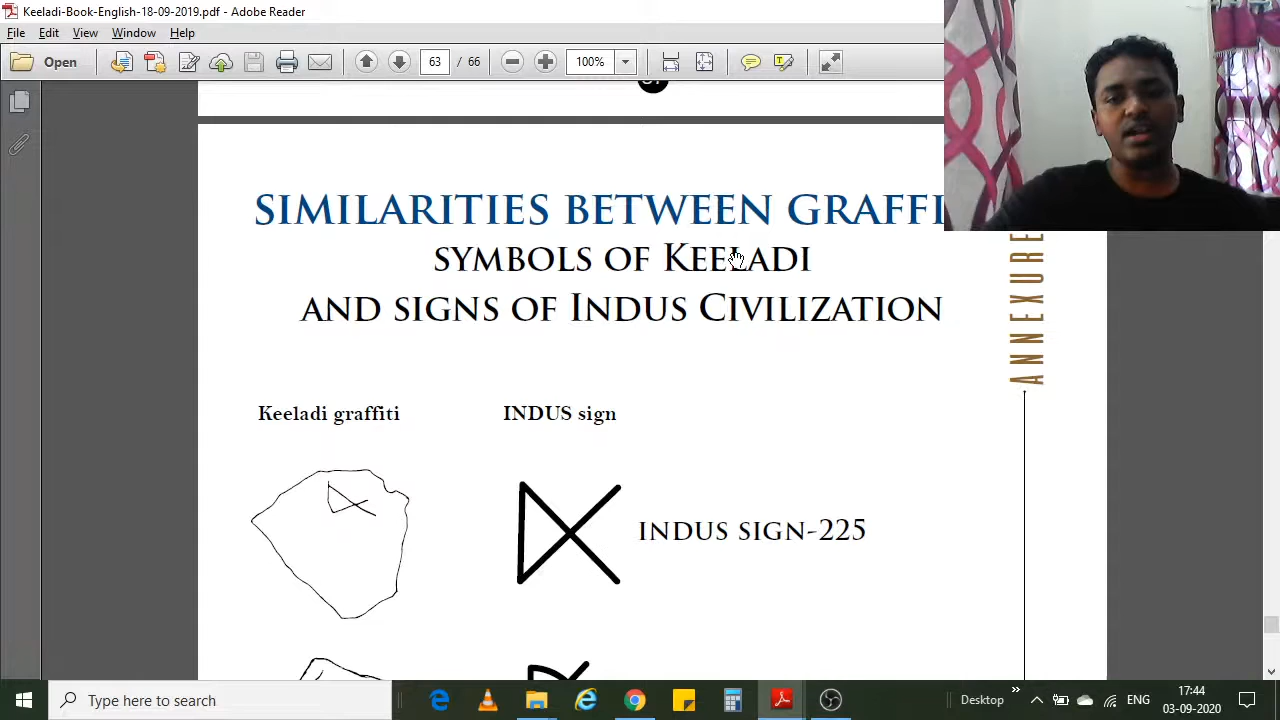 Keeladi-Book-English-18-09-2019.pdf - Adobe Reader
File Edit View Window Help
Open 63 / 66 100%
SIMILARITIES BETWEEN GRAFFI
SYMBOLS OF KEELADI
AND SIGNS OF INDUS CIVILIZATION
ANNEXURE
Keeladi graffiti INDUS sign
INDUS SIGN-225
Type here to search
Desktop » ENG 17:44
03-09-2020